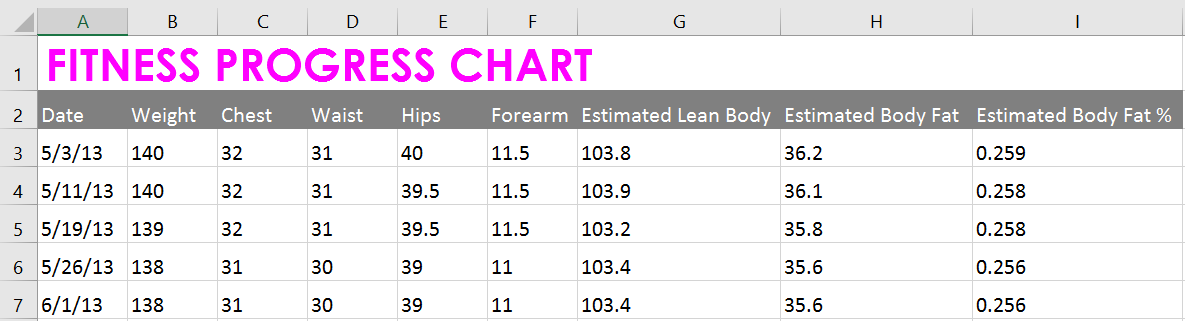 A B C D E F G H I
1 FITNESS PROGRESS CHART
2 Date Weight Chest Waist Hips Forearm Estimated Lean Body Estimated Body Fat Estimated Body Fat %
3 5/3/13 140 32 31 40 11.5 103.8 36.2 0.259
4 5/11/13 140 32 31 39.5 11.5 103.9 36.1 0.258
5 5/19/13 139 32 31 39.5 11.5 103.2 35.8 0.258
6 5/26/13 138 31 30 39 11 103.4 35.6 0.256
7 6/1/13 138 31 30 39 11 103.4 35.6 0.256